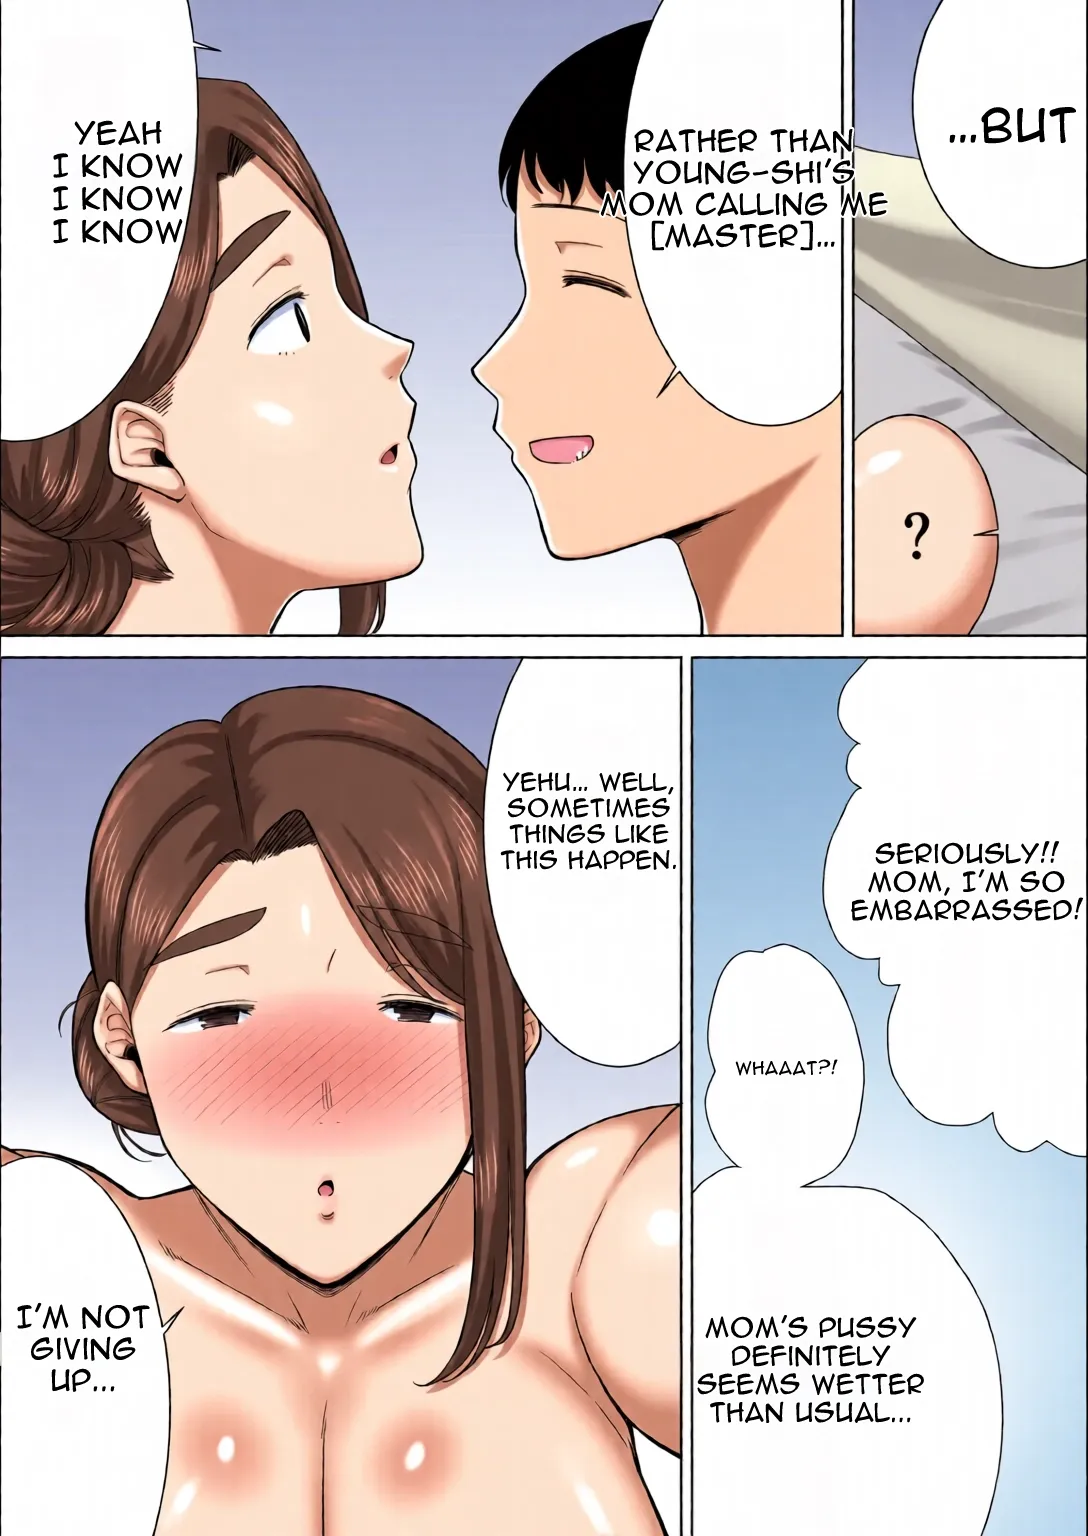 ...BUT
?
RATHER THAN
YOUNG-SHI'S
MOM CALLING ME
[MASTER]...
YEAH
I KNOW
I KNOW
I KNOW
SERIOUSLY!!
MOM, I'M SO
EMBARRASSED!
WHAAAT?!
MOM'S PUSSY
DEFINITELY
SEEMS WETTER
THAN USUAL...
YEHU... WELL,
SOMETIMES
THINGS LIKE
THIS HAPPEN.
I'M NOT
GIVING
UP...